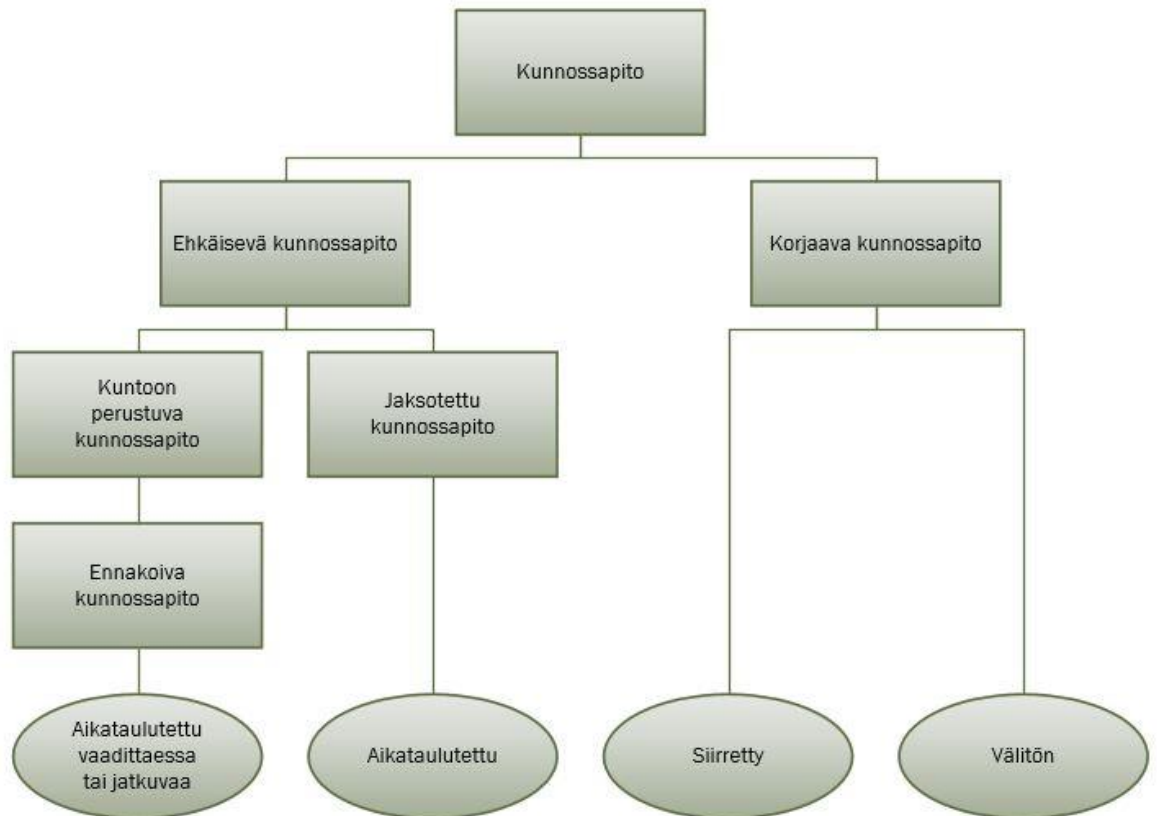 Kunnossapito
Ehkäisevä kunnossapito
Korjaava kunnossapito
Kuntoon
perustuva
kunnossapito
Jaksotettu
kunnossapito
Ennakoiva
kunnossapito
Aikataulutettu
vaadittaessa
tai jatkuvaa
Aikataulutettu
Siirretty
Välitön